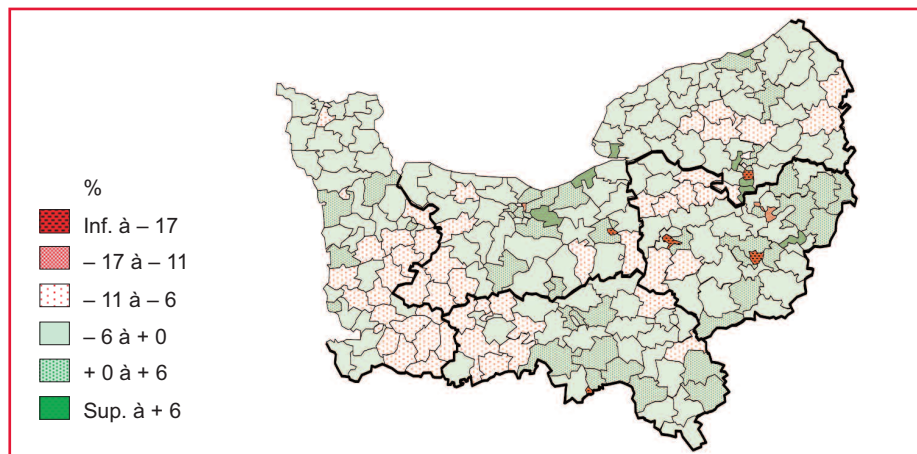 %
Inf. à – 17
– 17 à – 11
– 11 à – 6
– 6 à + 0
+ 0 à + 6
Sup. à + 6